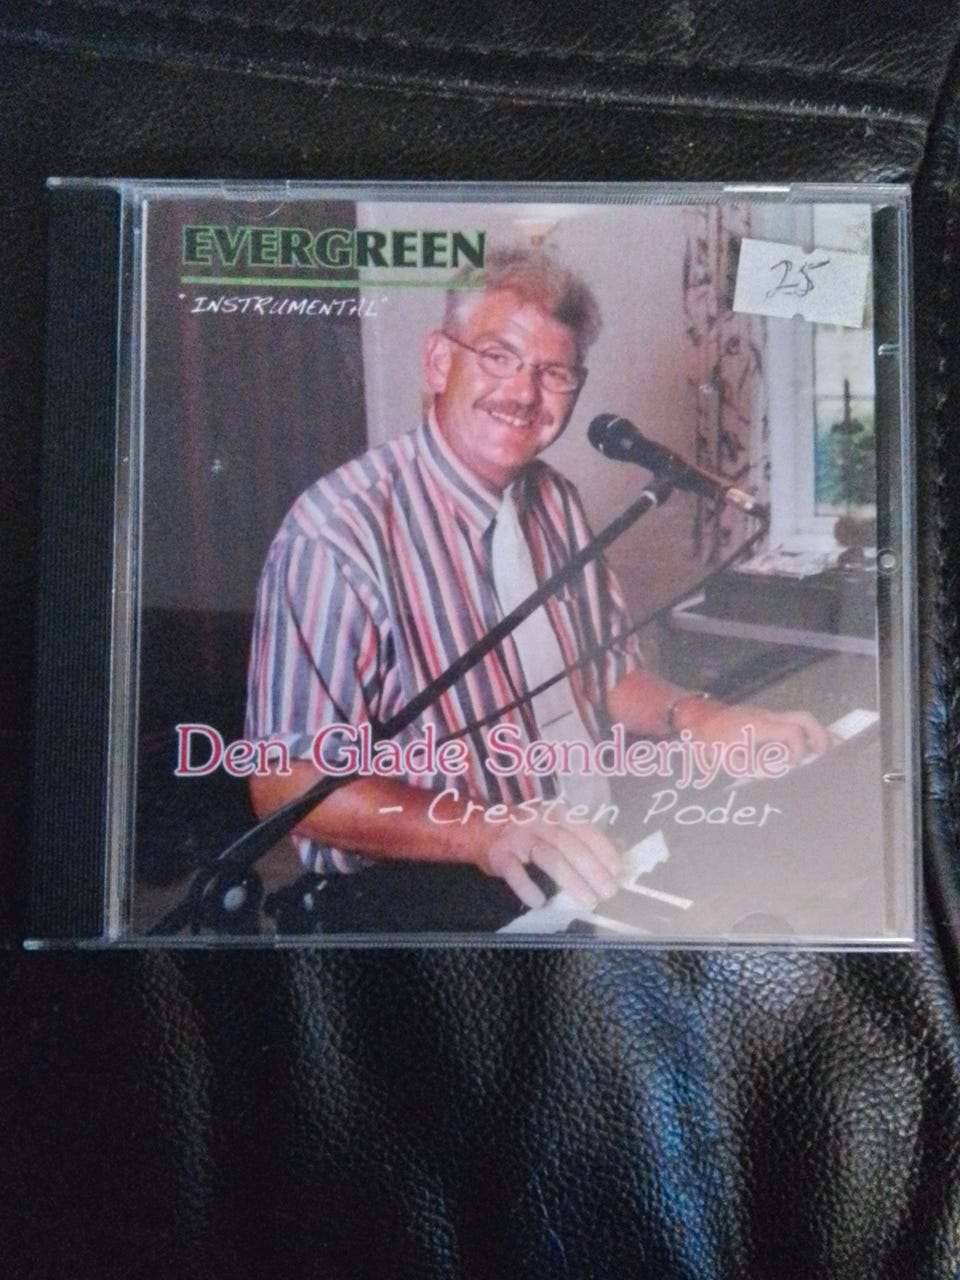 EVERGREEN
25
"INSTRUMENTAL"
Den Glade Sønderjyde
- Cresten Poder